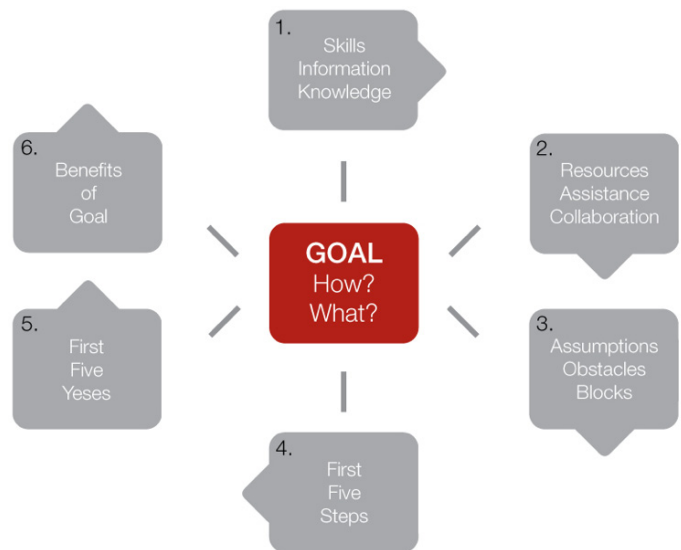 1.
Skills
Information
Knowledge
2.
Resources
Assistance
Collaboration
3.
Assumptions
Obstacles
Blocks
4.
First
Five
Steps
5.
First
Five
Yeses
6.
Benefits
of
Goal
GOAL
How?
What?